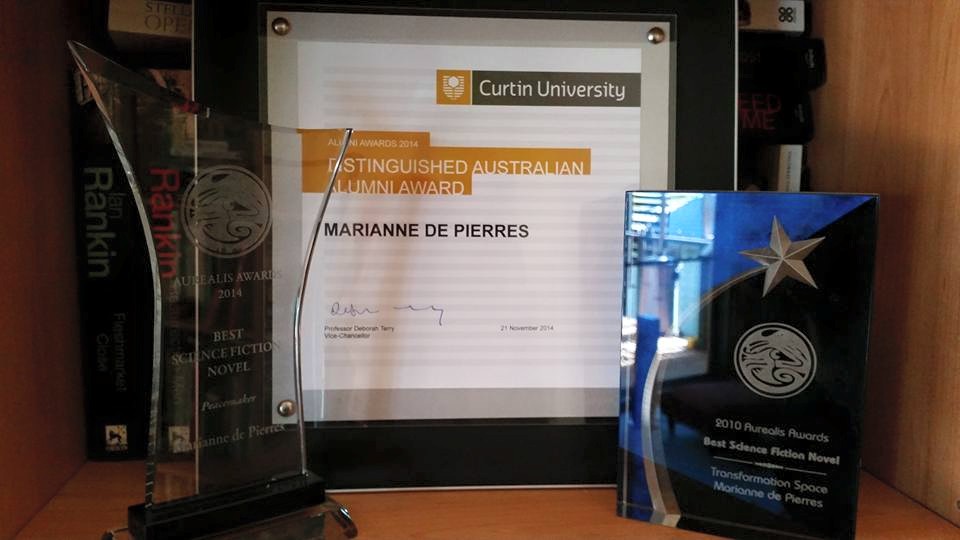 Curtin University
ALUMNI AWARDS 2014
DISTINGUISHED AUSTRALIAN
ALUMNI AWARD
MARIANNE DE PIERRES
Professor Deborah Terry
Vice-Chancellor
21 November 2014
AUREALIS AWARDS
2014
BEST
SCIENCE FICTION
NOVEL
Peacemaker
Marianne de Pierres
2010 Aurealis Awards
Best Science Fiction Novel
Transformation Space
Marianne de Pierres
Ian
Rankin
Fleshmarket
Close